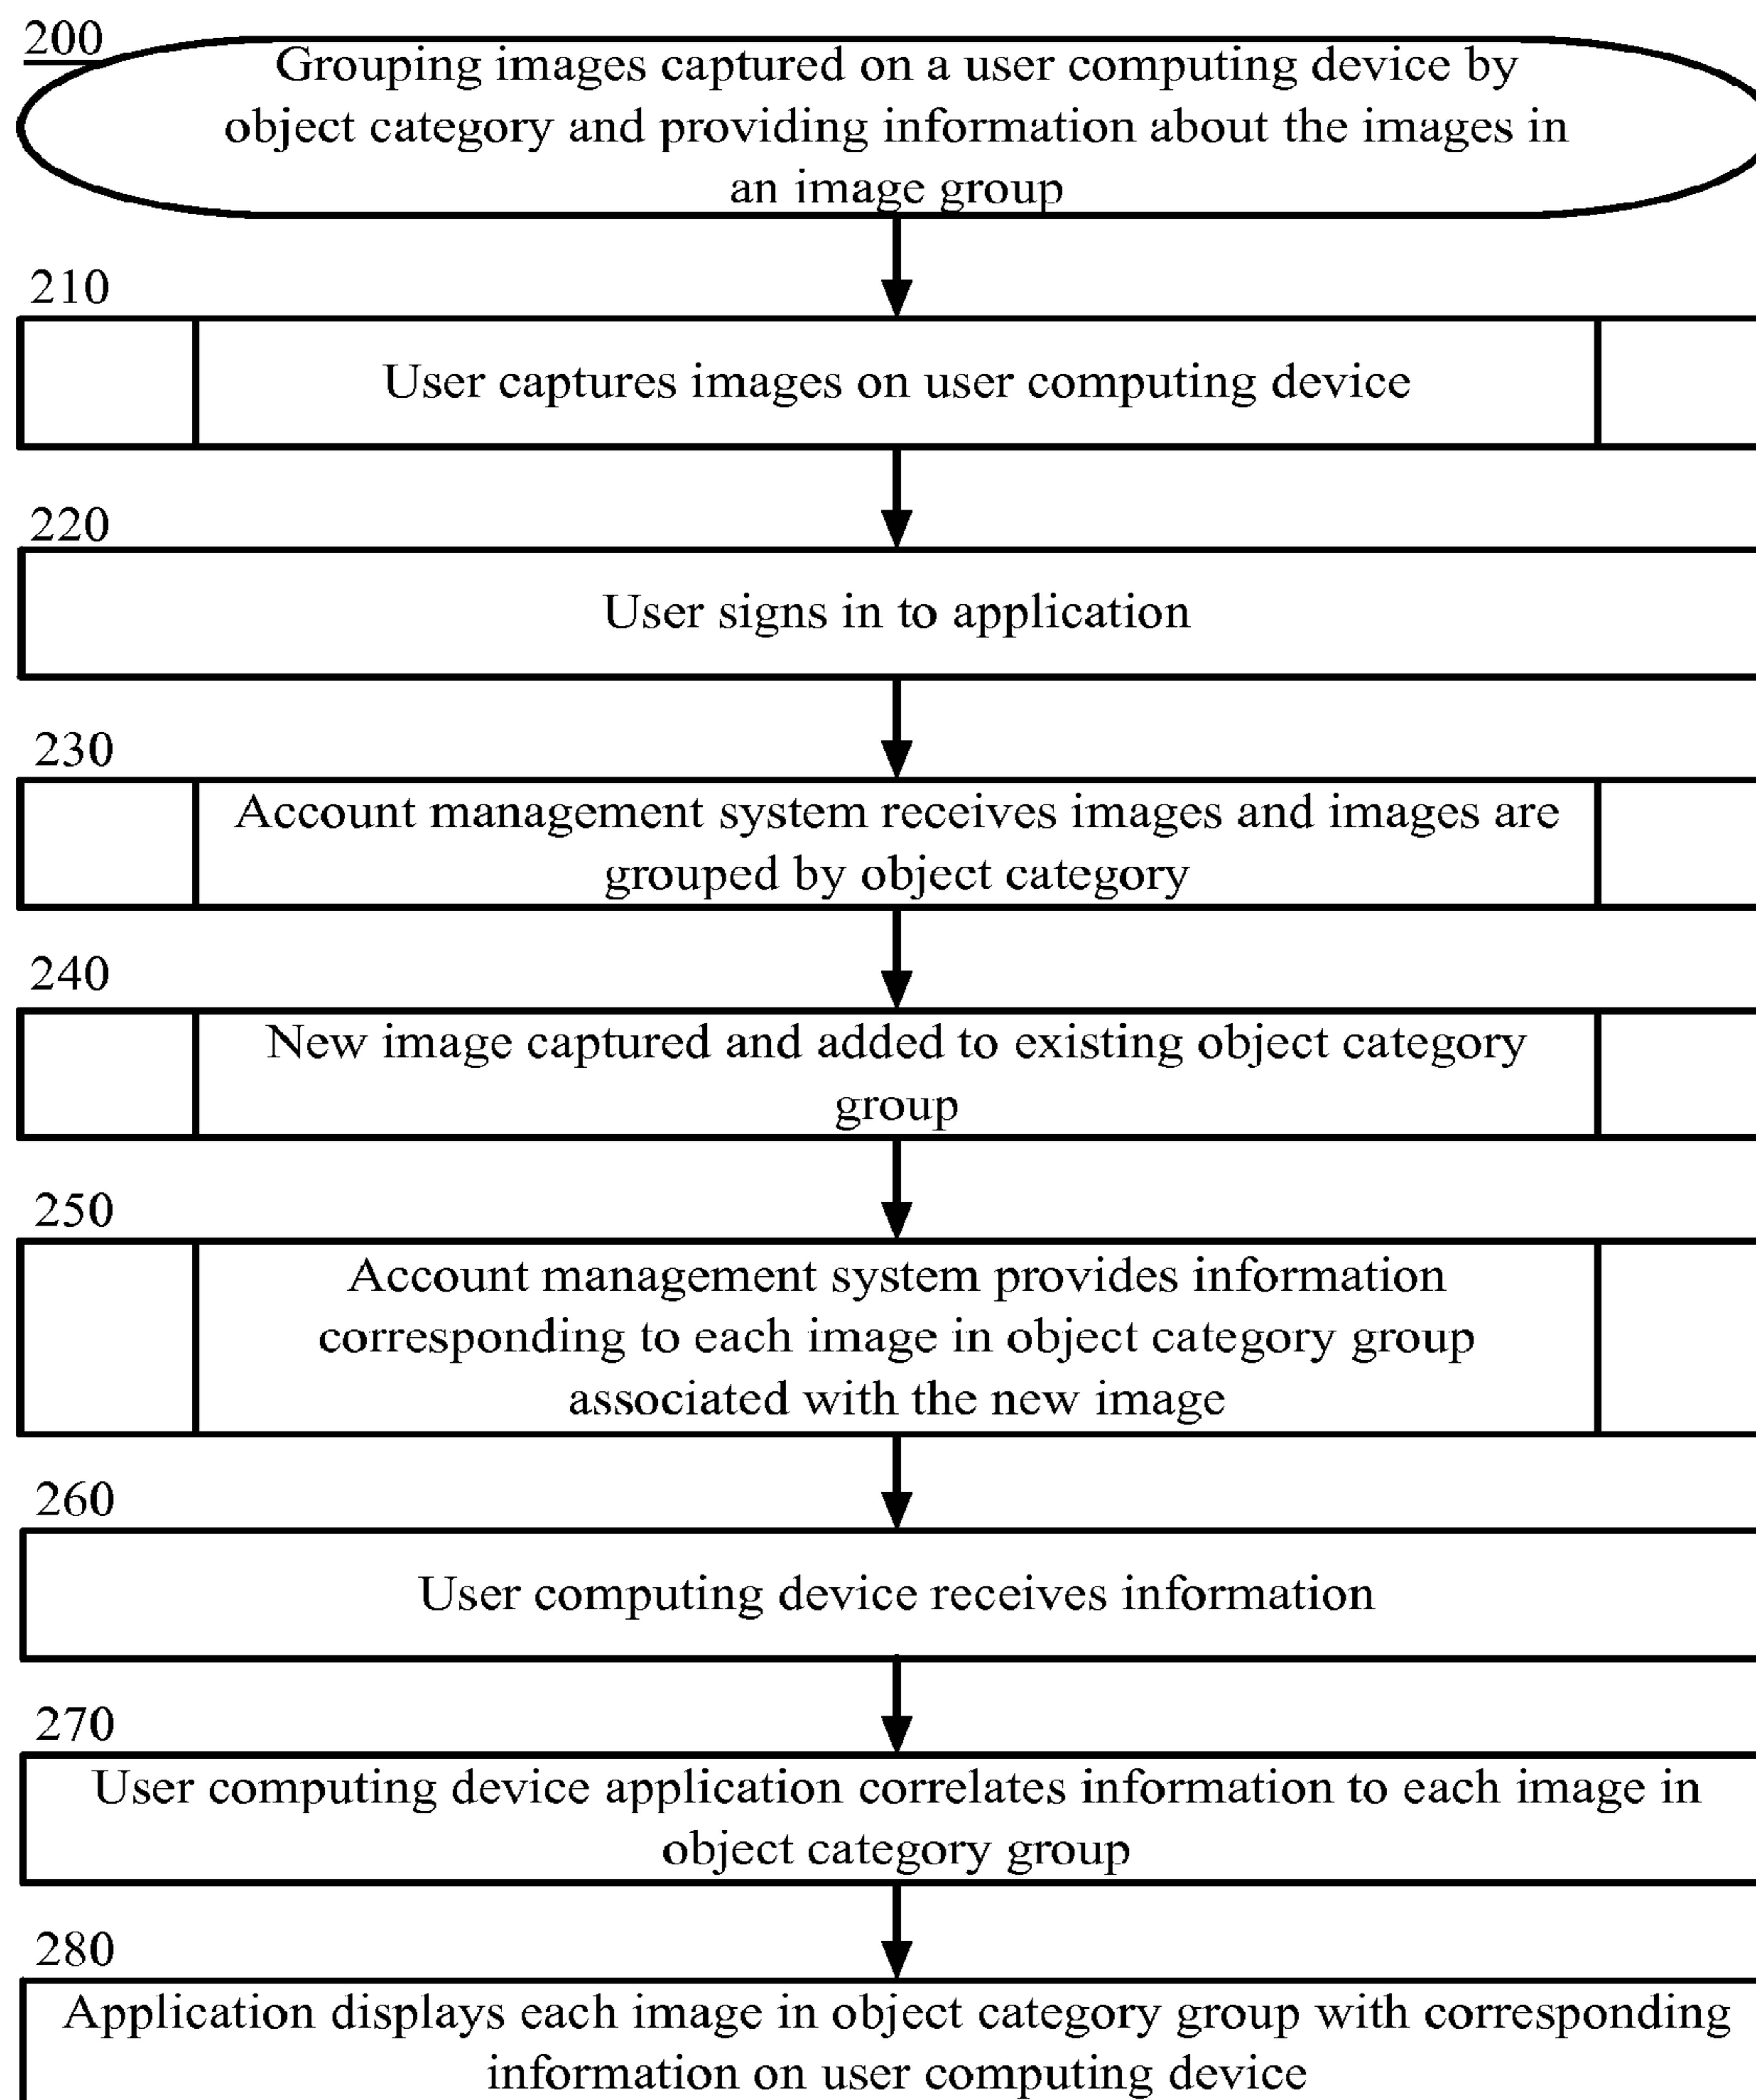 200
Grouping images captured on a user computing device by
object category and providing information about the images in
an image group
210
User captures images on user computing device
220
User signs in to application
230
Account management system receives images and images are
grouped by object category
240
New image captured and added to existing object category
group
250
Account management system provides information
corresponding to each image in object category group
associated with the new image
260
User computing device receives information
270
User computing device application correlates information to each image in
object category group
280
Application displays each image in object category group with corresponding
information on user computing device